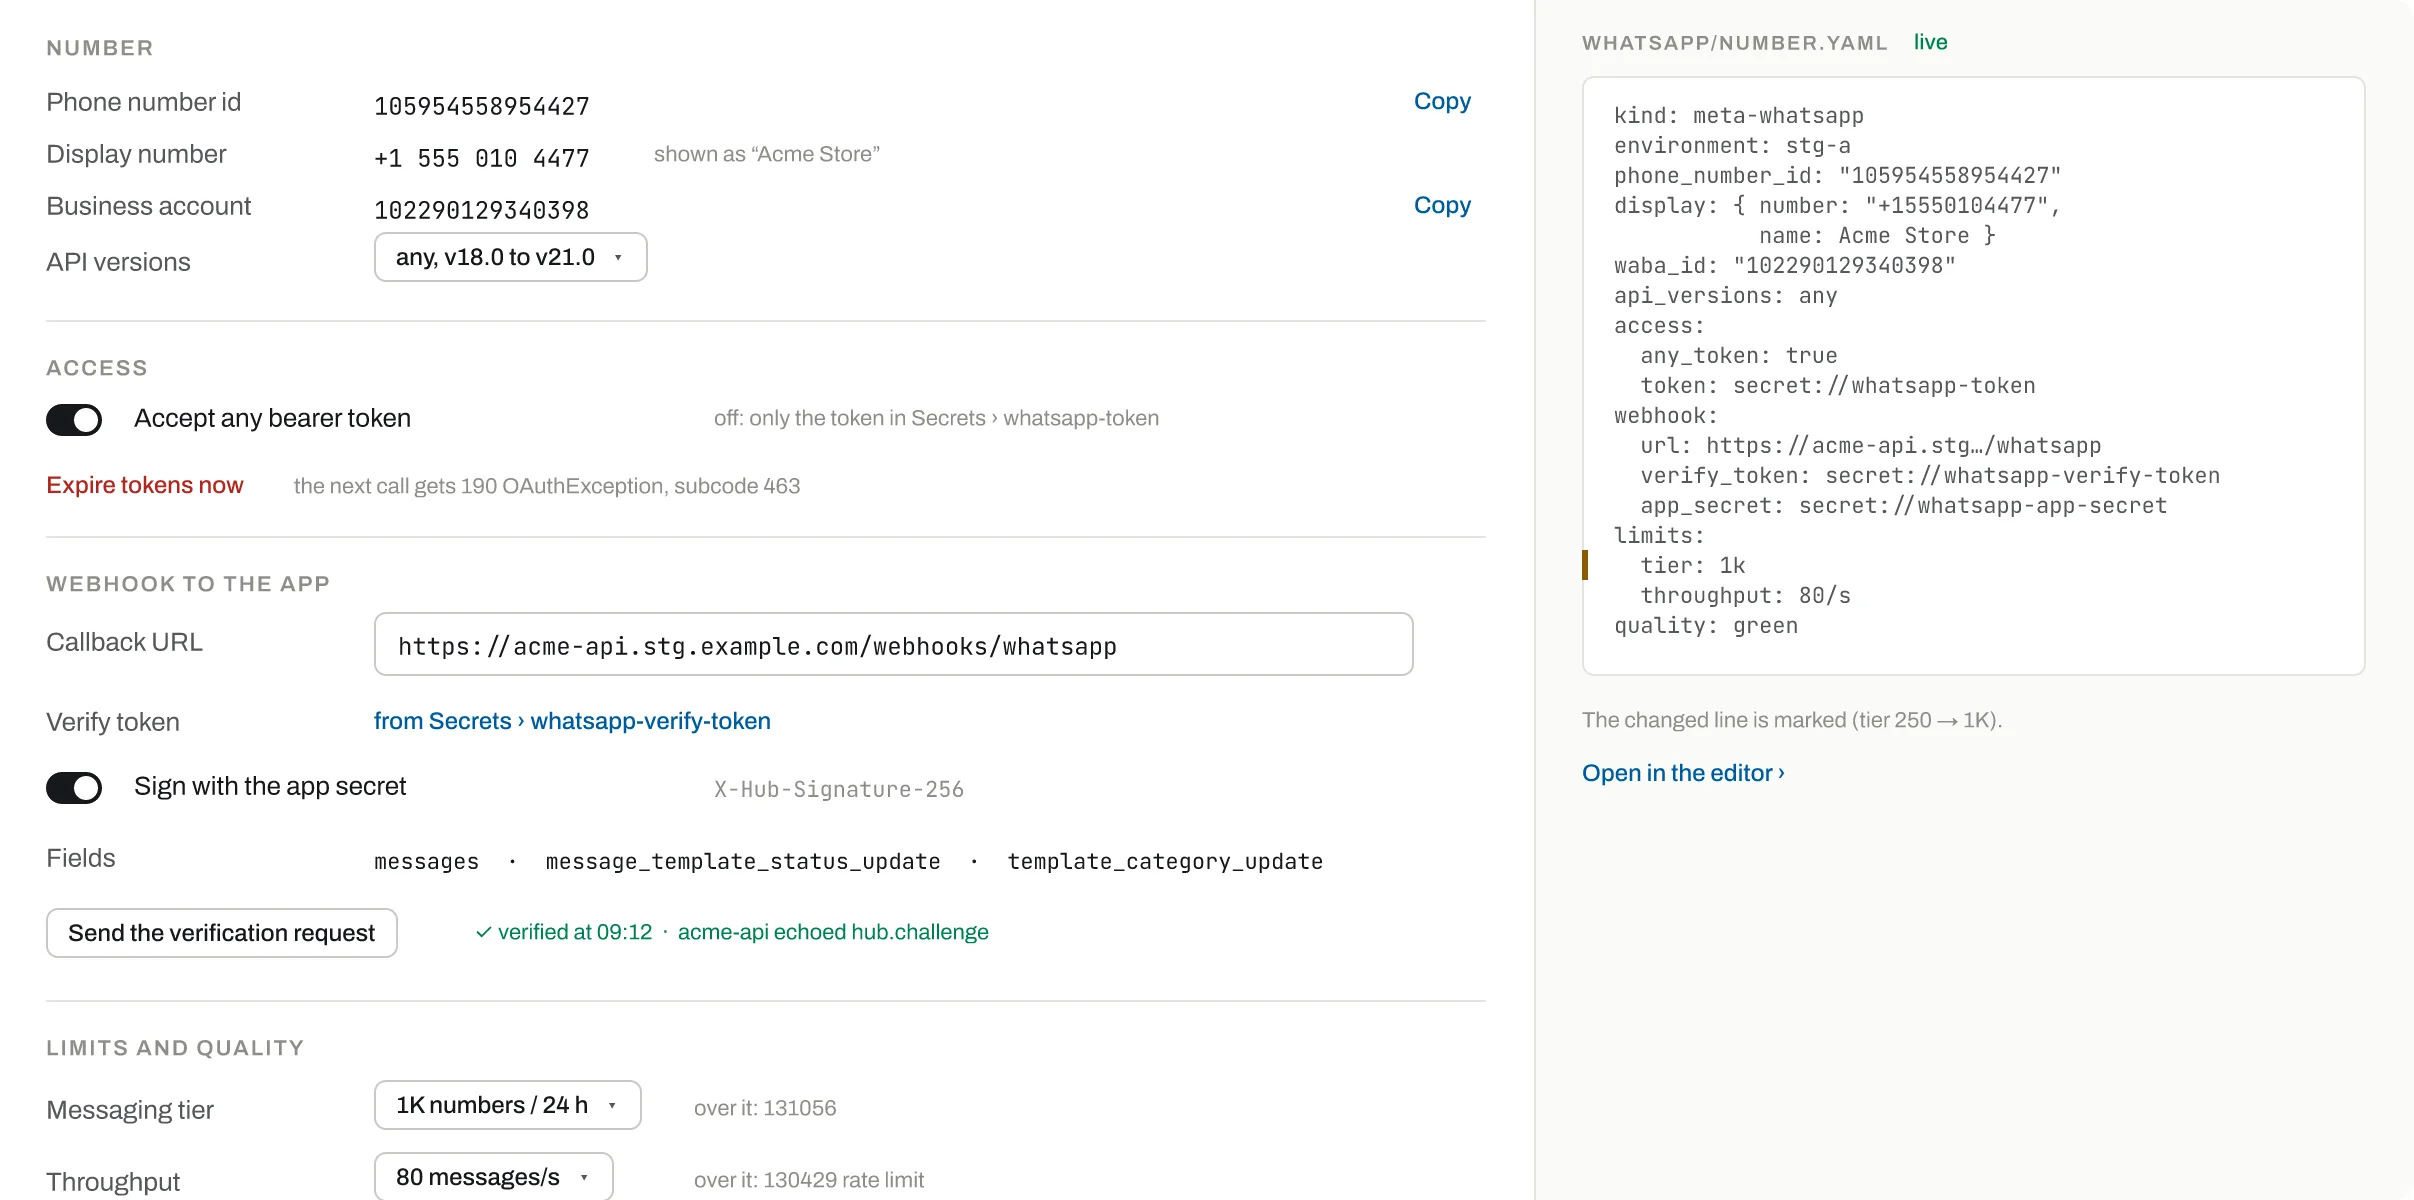 NUMBER
Phone number id 105954558954427 Copy
Display number +1 555 010 4477 shown as “Acme Store”
Business account 102290129340398 Copy
API versions any, v18.0 to v21.0 ▾
ACCESS
Accept any bearer token off: only the token in Secrets › whatsapp-token
Expire tokens now the next call gets 190 OAuthException, subcode 463
WEBHOOK TO THE APP
Callback URL https://acme-api.stg.example.com/webhooks/whatsapp
Verify token from Secrets › whatsapp-verify-token
Sign with the app secret X-Hub-Signature-256
Fields messages · message_template_status_update · template_category_update
Send the verification request ✓ verified at 09:12 · acme-api echoed hub.challenge
LIMITS AND QUALITY
Messaging tier 1K numbers / 24 h ▾ over it: 131056
Throughput 80 messages/s ▾ over it: 130429 rate limit
WHATSAPP/NUMBER.YAML live
kind: meta-whatsapp
environment: stg-a
phone_number_id: "105954558954427"
display: { number: "+15550104477",
name: Acme Store }
waba_id: "102290129340398"
api_versions: any
access:
any_token: true
token: secret://whatsapp-token
webhook:
url: https://acme-api.stg…/whatsapp
verify_token: secret://whatsapp-verify-token
app_secret: secret://whatsapp-app-secret
limits:
tier: 1k
throughput: 80/s
quality: green
The changed line is marked (tier 250 → 1K).
Open in the editor ›